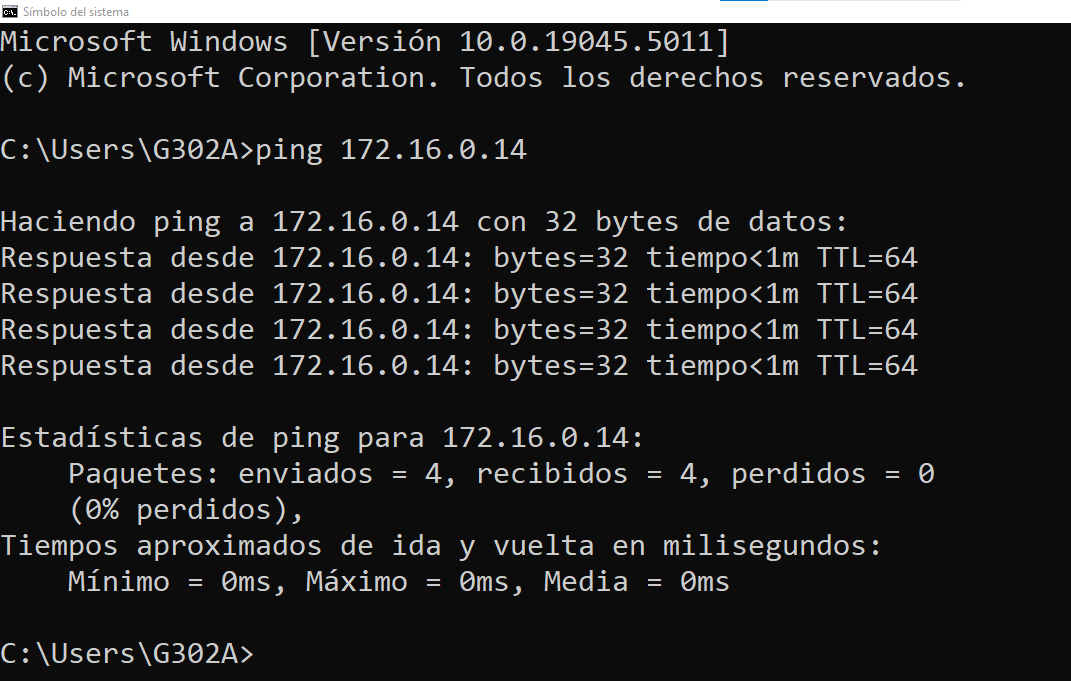 Símbolo del sistema
Microsoft Windows [Versión 10.0.19045.5011]
(c) Microsoft Corporation. Todos los derechos reservados.
C:\Users\G302A>ping 172.16.0.14
Haciendo ping a 172.16.0.14 con 32 bytes de datos:
Respuesta desde 172.16.0.14: bytes=32 tiempo<1m TTL=64
Respuesta desde 172.16.0.14: bytes=32 tiempo<1m TTL=64
Respuesta desde 172.16.0.14: bytes=32 tiempo<1m TTL=64
Respuesta desde 172.16.0.14: bytes=32 tiempo<1m TTL=64
Estadísticas de ping para 172.16.0.14:
    Paquetes: enviados = 4, recibidos = 4, perdidos = 0
    (0% perdidos),
Tiempos aproximados de ida y vuelta en milisegundos:
    Mínimo = 0ms, Máximo = 0ms, Media = 0ms
C:\Users\G302A>